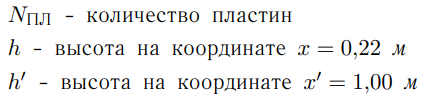 N_ПЛ - количество пластин
h - высота на координате x = 0,22 м
h′ - высота на координате x′ = 1,00 м